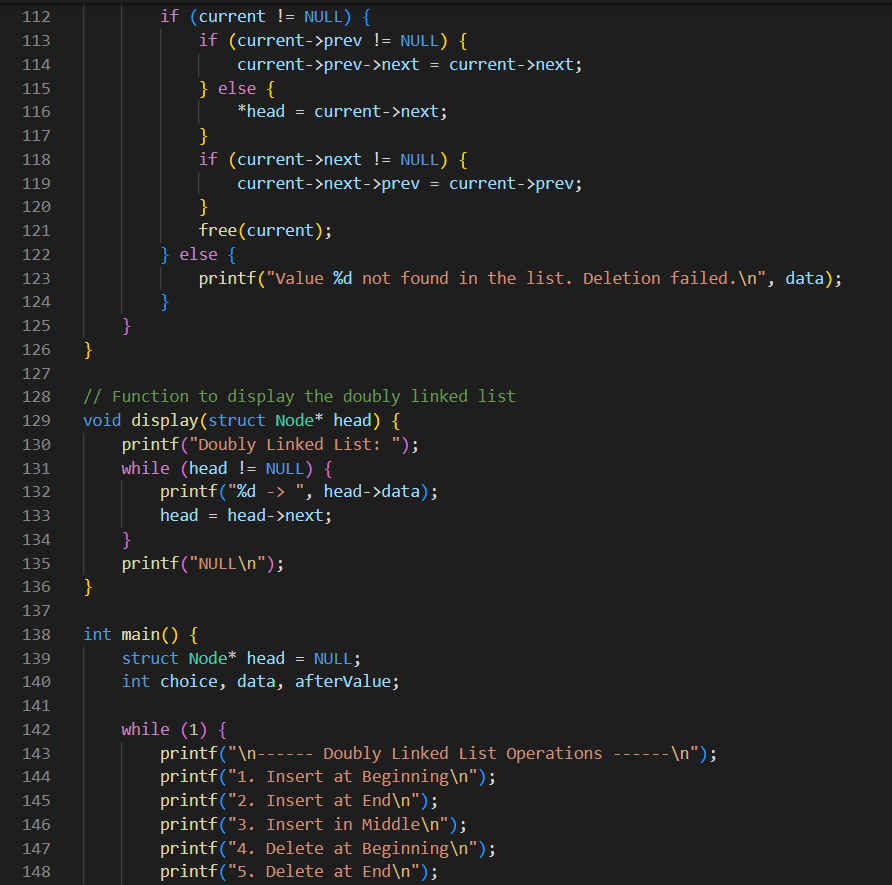 112         if (current != NULL) {
113             if (current->prev != NULL) {
114                 current->prev->next = current->next;
115             } else {
116                 *head = current->next;
117             }
118             if (current->next != NULL) {
119                 current->next->prev = current->prev;
120             }
121             free(current);
122         } else {
123             printf("Value %d not found in the list. Deletion failed.\n", data);
124         }
125     }
126 }
127
128 // Function to display the doubly linked list
129 void display(struct Node* head) {
130     printf("Doubly Linked List: ");
131     while (head != NULL) {
132         printf("%d -> ", head->data);
133         head = head->next;
134     }
135     printf("NULL\n");
136 }
137
138 int main() {
139     struct Node* head = NULL;
140     int choice, data, afterValue;
141
142     while (1) {
143         printf("\n------ Doubly Linked List Operations ------\n");
144         printf("1. Insert at Beginning\n");
145         printf("2. Insert at End\n");
146         printf("3. Insert in Middle\n");
147         printf("4. Delete at Beginning\n");
148         printf("5. Delete at End\n");